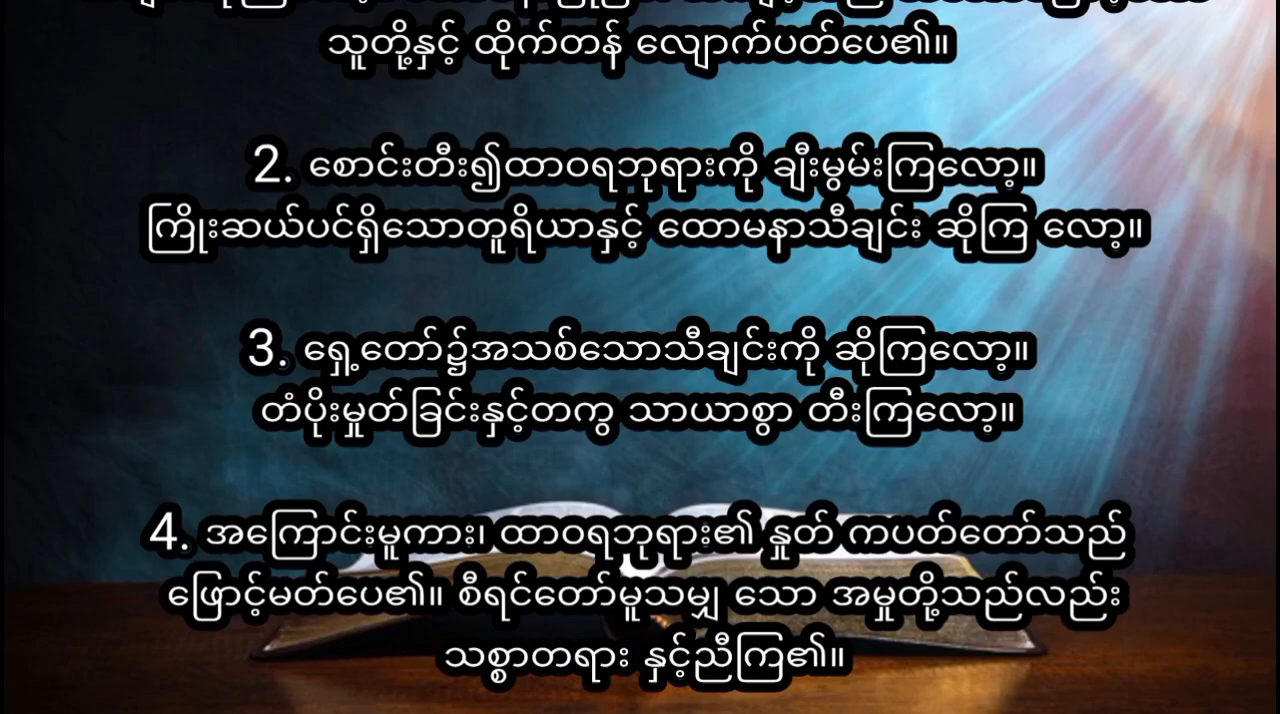 သူတို့နှင့် ထိုက်တန် လျောက်ပတ်ပေ၏။
2. စောင်းတီး၍ထာဝရဘုရားကို ချီးမွမ်းကြလော့။
ကြိုးဆယ်ပင်ရှိသောတူရိယာနှင့် ထောမနာသီချင်း ဆိုကြ လော့။
3. ရှေ့တော်၌အသစ်သောသီချင်းကို ဆိုကြလော့။
တံပိုးမှုတ်ခြင်းနှင့်တကွ သာယာစွာ တီးကြလော့။
4. အကြောင်းမူကား၊ ထာဝရဘုရား၏ နှုတ် ကပတ်တော်သည်
ဖြောင့်မတ်ပေ၏။ စီရင်တော်မူသမျှ သော အမှုတို့သည်လည်း
သစ္စာတရား နှင့်ညီကြ၏။